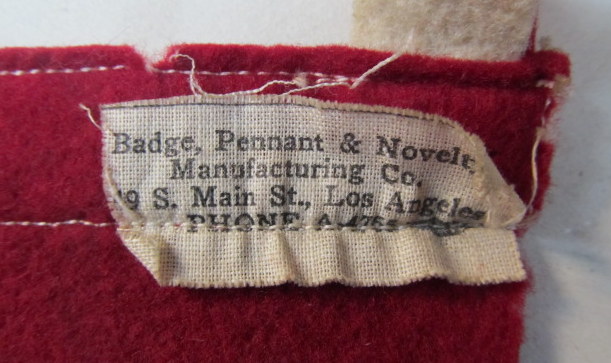 Badge, Pennant & Novelt
Manufacturing Co.
9 S. Main St., Los Angeles
PHONE A-